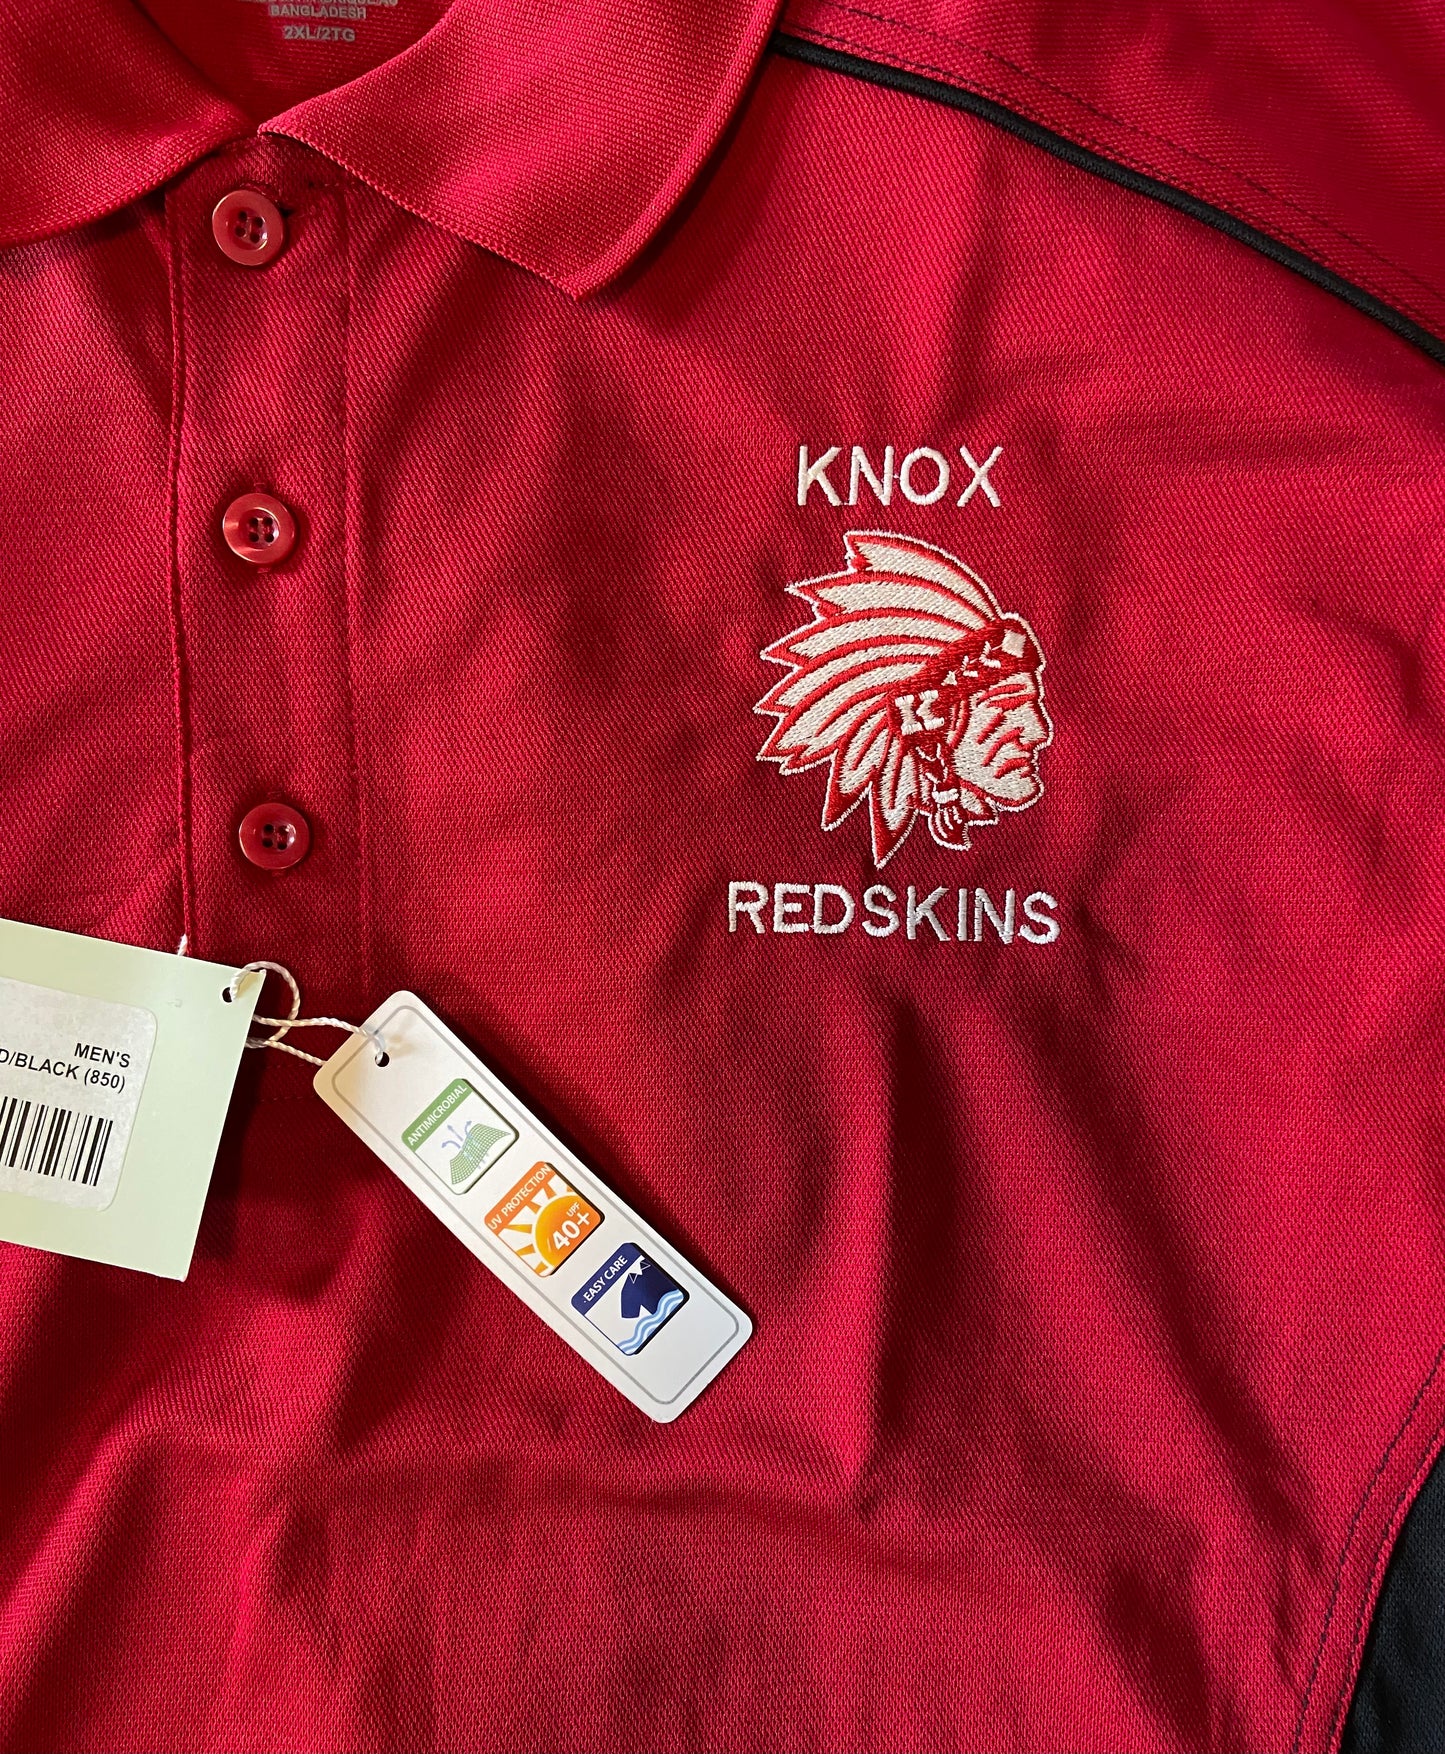 BANGLADESH
2XL/2TG
KNOX
K
REDSKINS
MEN'S
D/BLACK (850)
ANTIMICROBIAL
UV PROTECTION
UPF
40+
EASY CARE